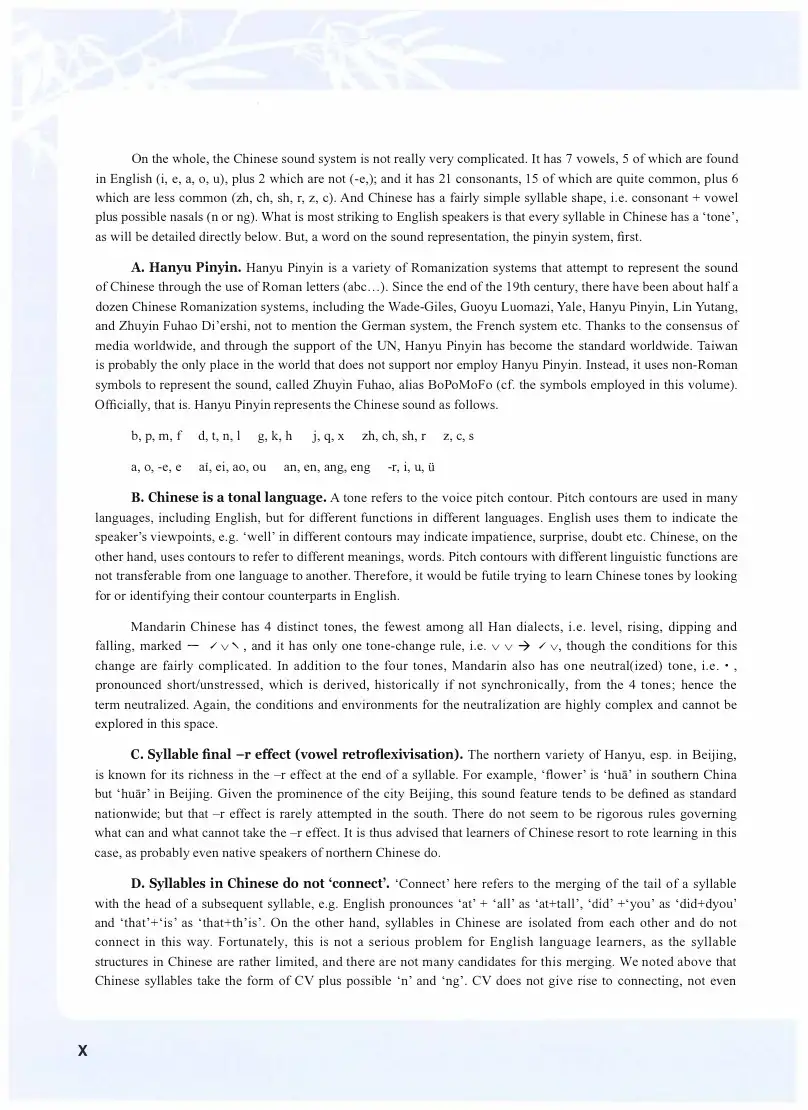 On the whole, the Chinese sound system is not really very complicated. It has 7 vowels, 5 of which are found
in English (i, e, a, o, u), plus 2 which are not (-e,); and it has 21 consonants, 15 of which are quite common, plus 6
which are less common (zh, ch, sh, r, z, c). And Chinese has a fairly simple syllable shape, i.e. consonant + vowel
plus possible nasals (n or ng). What is most striking to English speakers is that every syllable in Chinese has a ‘tone’,
as will be detailed directly below. But, a word on the sound representation, the pinyin system, first.
A. Hanyu Pinyin. Hanyu Pinyin is a variety of Romanization systems that attempt to represent the sound
of Chinese through the use of Roman letters (abc…). Since the end of the 19th century, there have been about half a
dozen Chinese Romanization systems, including the Wade-Giles, Guoyu Luomazi, Yale, Hanyu Pinyin, Lin Yutang,
and Zhuyin Fuhao Di’ershi, not to mention the German system, the French system etc. Thanks to the consensus of
media worldwide, and through the support of the UN, Hanyu Pinyin has become the standard worldwide. Taiwan
is probably the only place in the world that does not support nor employ Hanyu Pinyin. Instead, it uses non-Roman
symbols to represent the sound, called Zhuyin Fuhao, alias BoPoMoFo (cf. the symbols employed in this volume).
Officially, that is. Hanyu Pinyin represents the Chinese sound as follows.
b, p, m, f d, t, n, l g, k, h j, q, x zh, ch, sh, r z, c, s
a, o, -e, e aí, ei, ao, ou an, en, ang, eng -r, i, u, ü
B. Chinese is a tonal language. A tone refers to the voice pitch contour. Pitch contours are used in many
languages, including English, but for different functions in different languages. English uses them to indicate the
speaker’s viewpoints, e.g. ‘well’ in different contours may indicate impatience, surprise, doubt etc. Chinese, on the
other hand, uses contours to refer to different meanings, words. Pitch contours with different linguistic functions are
not transferable from one language to another. Therefore, it would be futile trying to learn Chinese tones by looking
for or identifying their contour counterparts in English.
Mandarin Chinese has 4 distinct tones, the fewest among all Han dialects, i.e. level, rising, dipping and
falling, marked ー ˊ ˇ ˋ , and it has only one tone-change rule, i.e. ˇ ˇ → ˊ ˇ, though the conditions for this
change are fairly complicated. In addition to the four tones, Mandarin also has one neutral(ized) tone, i.e. • ,
pronounced short/unstressed, which is derived, historically if not synchronically, from the 4 tones; hence the
term neutralized. Again, the conditions and environments for the neutralization are highly complex and cannot be
explored in this space.
C. Syllable final –r effect (vowel retroflexivisation). The northern variety of Hanyu, esp. in Beijing,
is known for its richness in the –r effect at the end of a syllable. For example, ‘flower’ is ‘huā’ in southern China
but ‘huār’ in Beijing. Given the prominence of the city Beijing, this sound feature tends to be defined as standard
nationwide; but that –r effect is rarely attempted in the south. There do not seem to be rigorous rules governing
what can and what cannot take the –r effect. It is thus advised that learners of Chinese resort to rote learning in this
case, as probably even native speakers of northern Chinese do.
D. Syllables in Chinese do not ‘connect’. ‘Connect’ here refers to the merging of the tail of a syllable
with the head of a subsequent syllable, e.g. English pronounces ‘at’ + ‘all’ as ‘at+tall’, ‘did’ +‘you’ as ‘did+dyou’
and ‘that’+‘is’ as ‘that+th’is’. On the other hand, syllables in Chinese are isolated from each other and do not
connect in this way. Fortunately, this is not a serious problem for English language learners, as the syllable
structures in Chinese are rather limited, and there are not many candidates for this merging. We noted above that
Chinese syllables take the form of CV plus possible ‘n’ and ‘ng’. CV does not give rise to connecting, not even
X